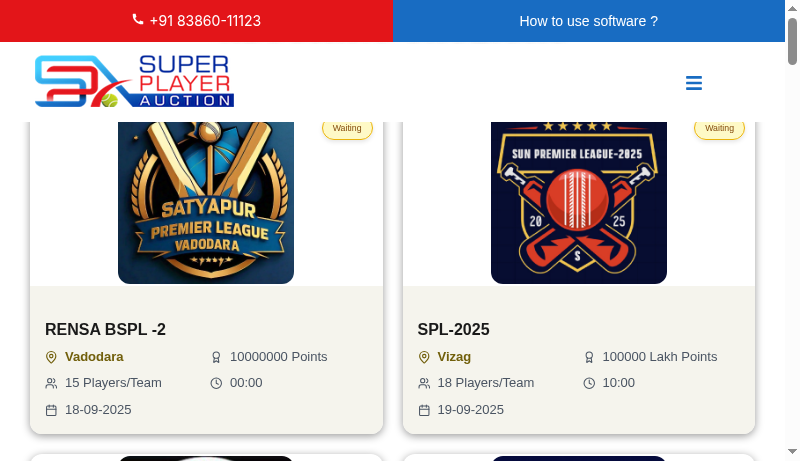 +91 83860-11123
How to use software ?
SUPER
PLAYER
AUCTION
Waiting
SATYAPUR
PREMIER LEAGUE
VADODARA
RENSA BSPL -2
Vadodara
10000000 Points
15 Players/Team
00:00
18-09-2025
Waiting
SUN PREMIER LEAGUE-2025
20 25
S
SPL-2025
Vizag
100000 Lakh Points
18 Players/Team
10:00
19-09-2025